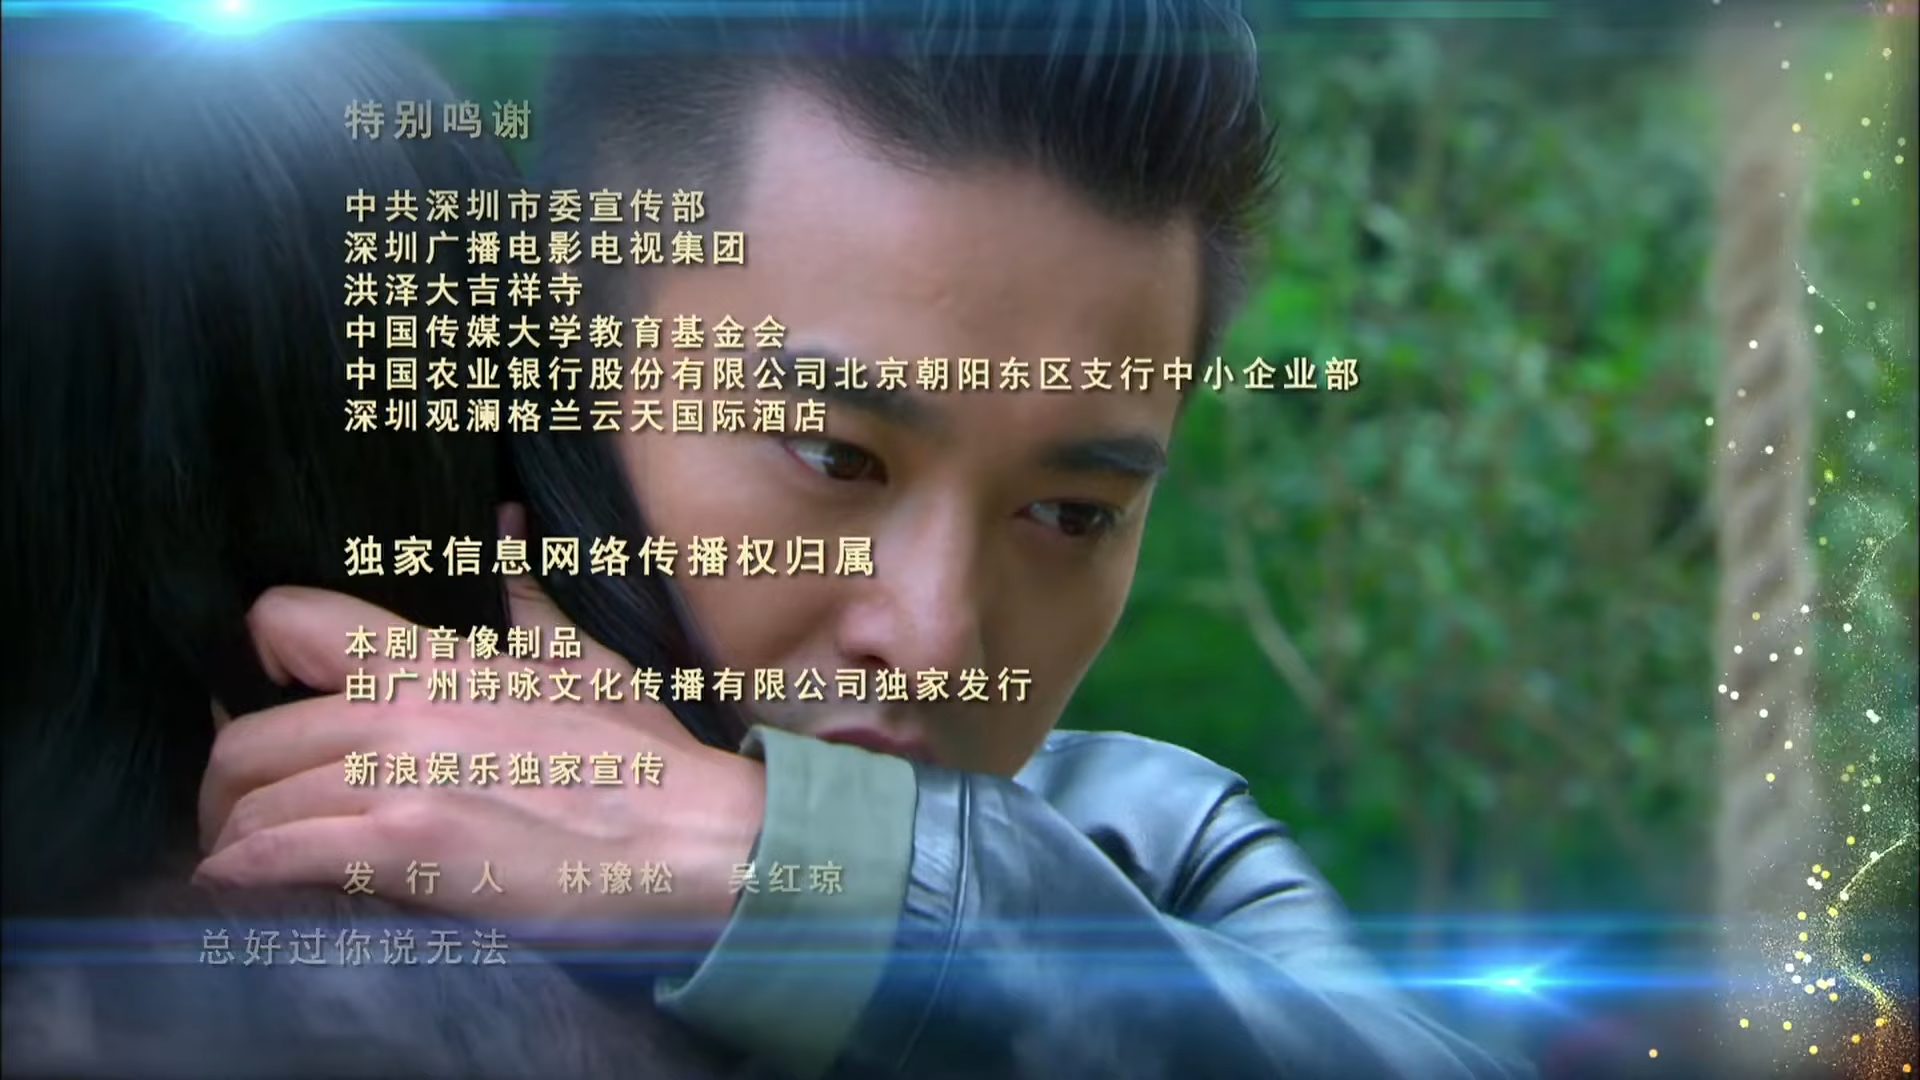 特别鸣谢
中共深圳市委宣传部
深圳广播电影电视集团
洪泽大吉祥寺
中国传媒大学教育基金会
中国农业银行股份有限公司北京朝阳东区支行中小企业部
深圳观澜格兰云天国际酒店
独家信息网络传播权归属
本剧音像制品
由广州诗咏文化传播有限公司独家发行
新浪娱乐独家宣传
发 行 人 林豫松 吴红琼
总好过你说无法